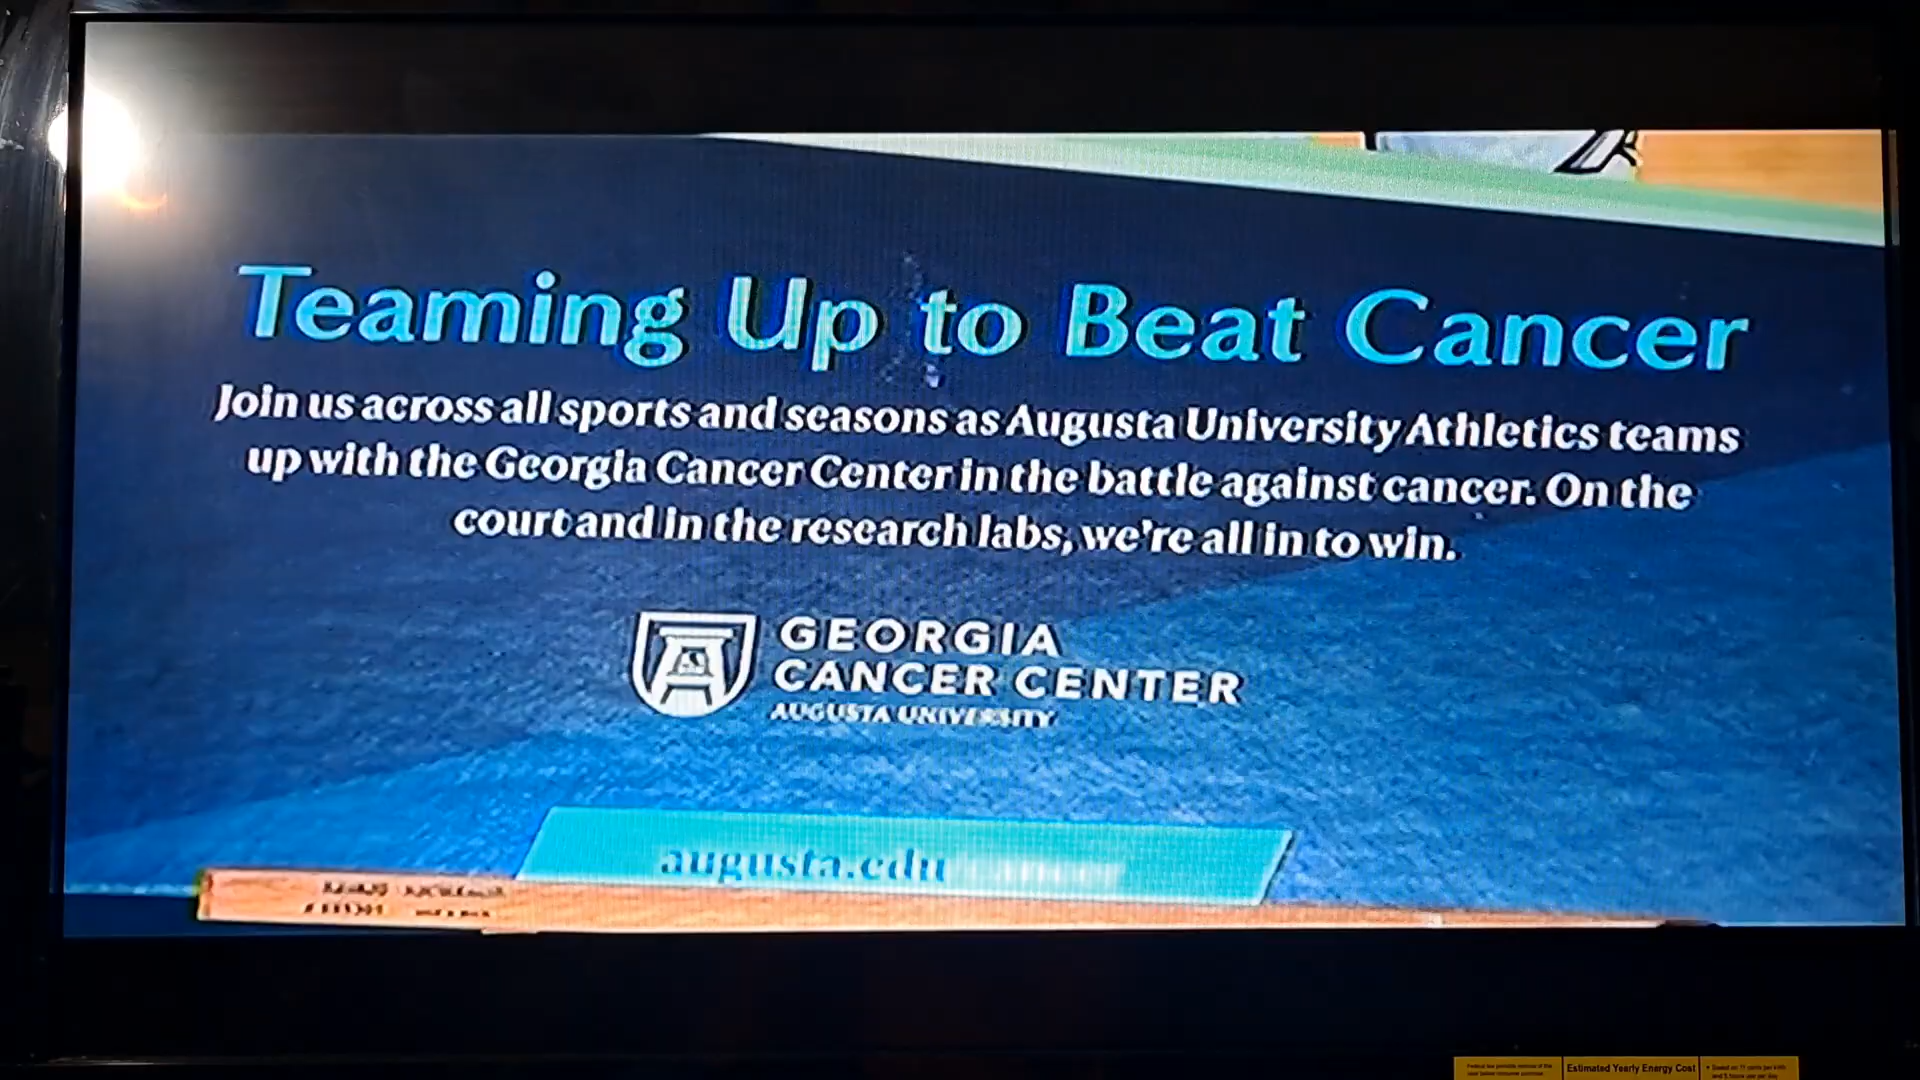 Teaming Up to Beat Cancer
Join us across all sports and seasons as Augusta University Athletics teams
up with the Georgia Cancer Center in the battle against cancer. On the
court and in the research labs, we're all in to win.
GEORGIA
CANCER CENTER
AUGUSTA UNIVERSITY
augusta.edu
Estimated Yearly Energy Cost